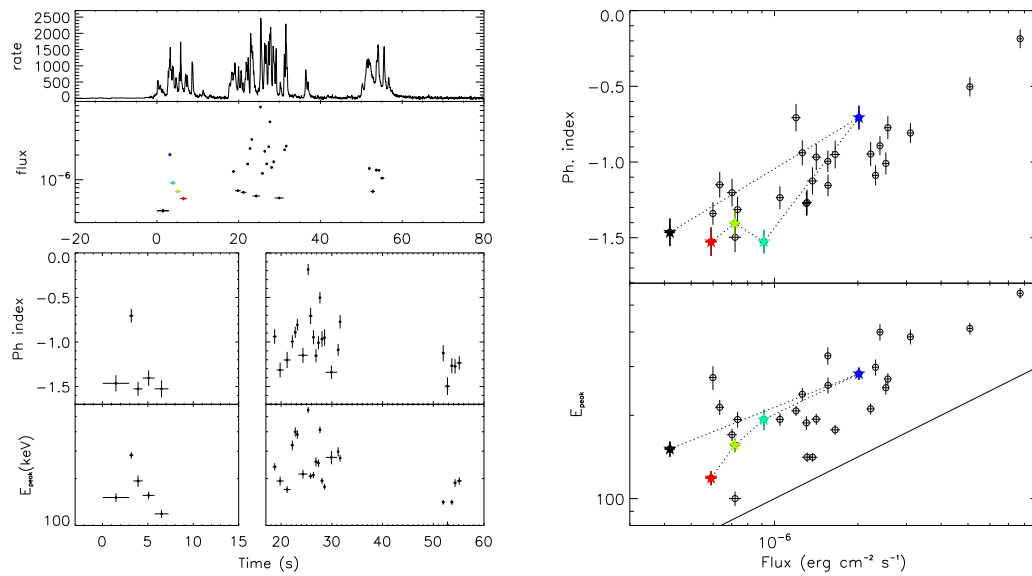 2500
2000
1500
1000
500
0
rate
10⁻⁶
flux
-20 0 20 40 60 80
0.0
-0.5
-1.0
-1.5
Ph index
100
E_peak(keV)
0 5 10 15
20 30 40 50 60
Time (s)
0.0
-0.5
-1.0
-1.5
Ph. index
100
E_peak
10⁻⁶
Flux (erg cm⁻² s⁻¹)